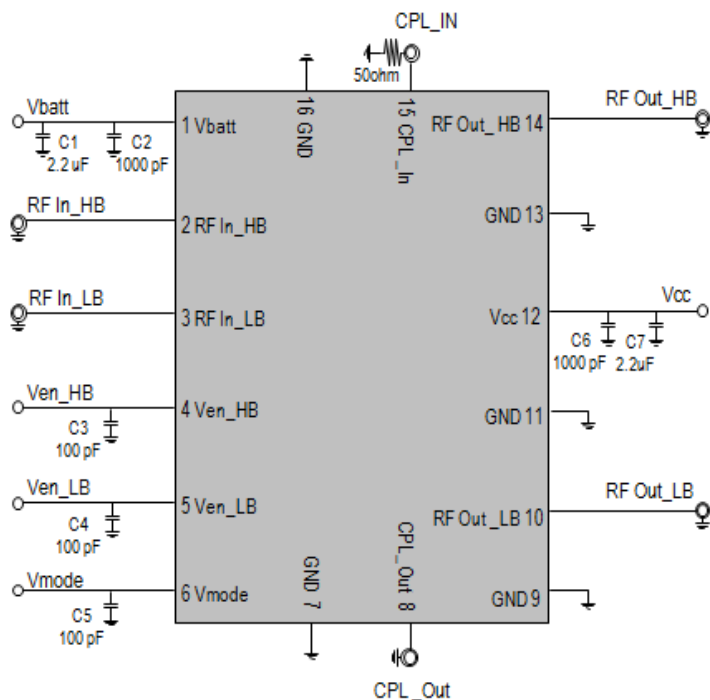 CPL_IN
50ohm
Vbatt
C1
2.2 uF
C2
1000 pF
1 Vbatt
16 GND
15 CPL_In
RF Out_HB 14
RF Out_HB
RF In_HB
2 RF In_HB
GND 13
RF In_LB
3 RF In_LB
Vcc 12
Vcc
C6
1000 pF
C7
2.2uF
Ven_HB
C3
100 pF
4 Ven_HB
GND 11
Ven_LB
C4
100 pF
5 Ven_LB
RF Out_LB 10
RF Out_LB
Vmode
C5
100 pF
6 Vmode
GND 7
CPL_Out 8
GND 9
CPL_Out